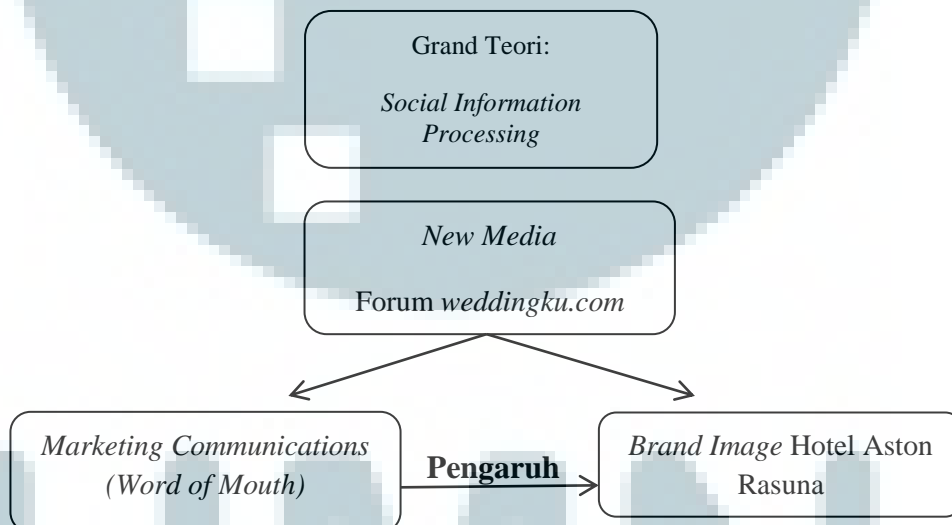 Grand Teori:
Social Information
Processing
New Media
Forum weddingku.com
Marketing Communications
(Word of Mouth)
Pengaruh
Brand Image Hotel Aston
Rasuna